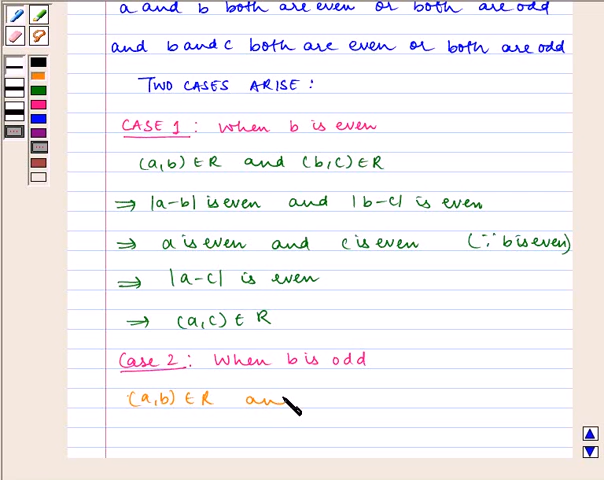 a and b both are even or both are odd
and b and c both are even or both are odd
TWO CASES ARISE :
CASE 1 : When b is even
(a,b) ∈ R and (b,c) ∈ R
⇒ |a-b| is even and |b-c| is even
⇒ a is even and c is even (∵ b is even)
⇒ |a-c| is even
⇒ (a,c) ∈ R
Case 2 : When b is odd
(a,b) ∈ R an